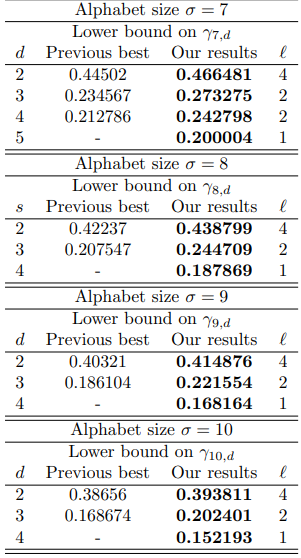 Alphabet size σ = 7
Lower bound on γ₇,d
d Previous best Our results ℓ
2 0.44502 0.466481 4
3 0.234567 0.273275 2
4 0.212786 0.242798 2
5 - 0.200004 1
Alphabet size σ = 8
Lower bound on γ₈,d
s Previous best Our results ℓ
2 0.42237 0.438799 4
3 0.207547 0.244709 2
4 - 0.187869 1
Alphabet size σ = 9
Lower bound on γ₉,d
d Previous best Our results ℓ
2 0.40321 0.414876 4
3 0.186104 0.221554 2
4 - 0.168164 1
Alphabet size σ = 10
Lower bound on γ₁₀,d
d Previous best Our results ℓ
2 0.38656 0.393811 4
3 0.168674 0.202401 2
4 - 0.152193 1